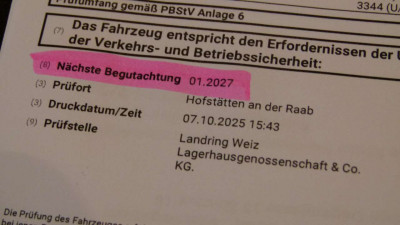 Prüfumfang gemäß PBStV Anlage 6
3344 (Ü/
(7) Das Fahrzeug entspricht den Erfordernissen der
der Verkehrs- und Betriebssicherheit:
(8) Nächste Begutachtung 01.2027
(3) Prüfort Hofstätten an der Raab
(3) Druckdatum/Zeit 07.10.2025 15:43
(9) Prüfstelle Landring Weiz
Lagerhausgenossenschaft & Co.
KG.
Die Prüfung des